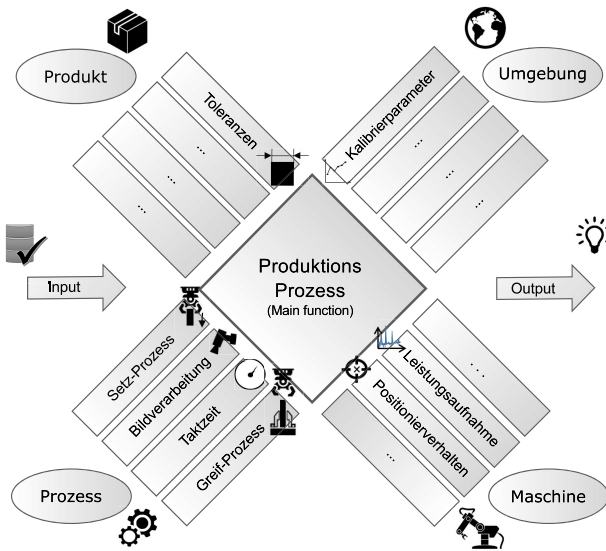 Produkt
Umgebung
Toleranzen
...
...
...
Kalibrierparameter
...
...
...
Input
Produktions
Prozess
(Main function)
Output
Setz-Prozess
Bildverarbeitung
Taktzeit
Greif-Prozess
...
Leistungsaufnahme
Positionierverhalten
...
Prozess
Maschine